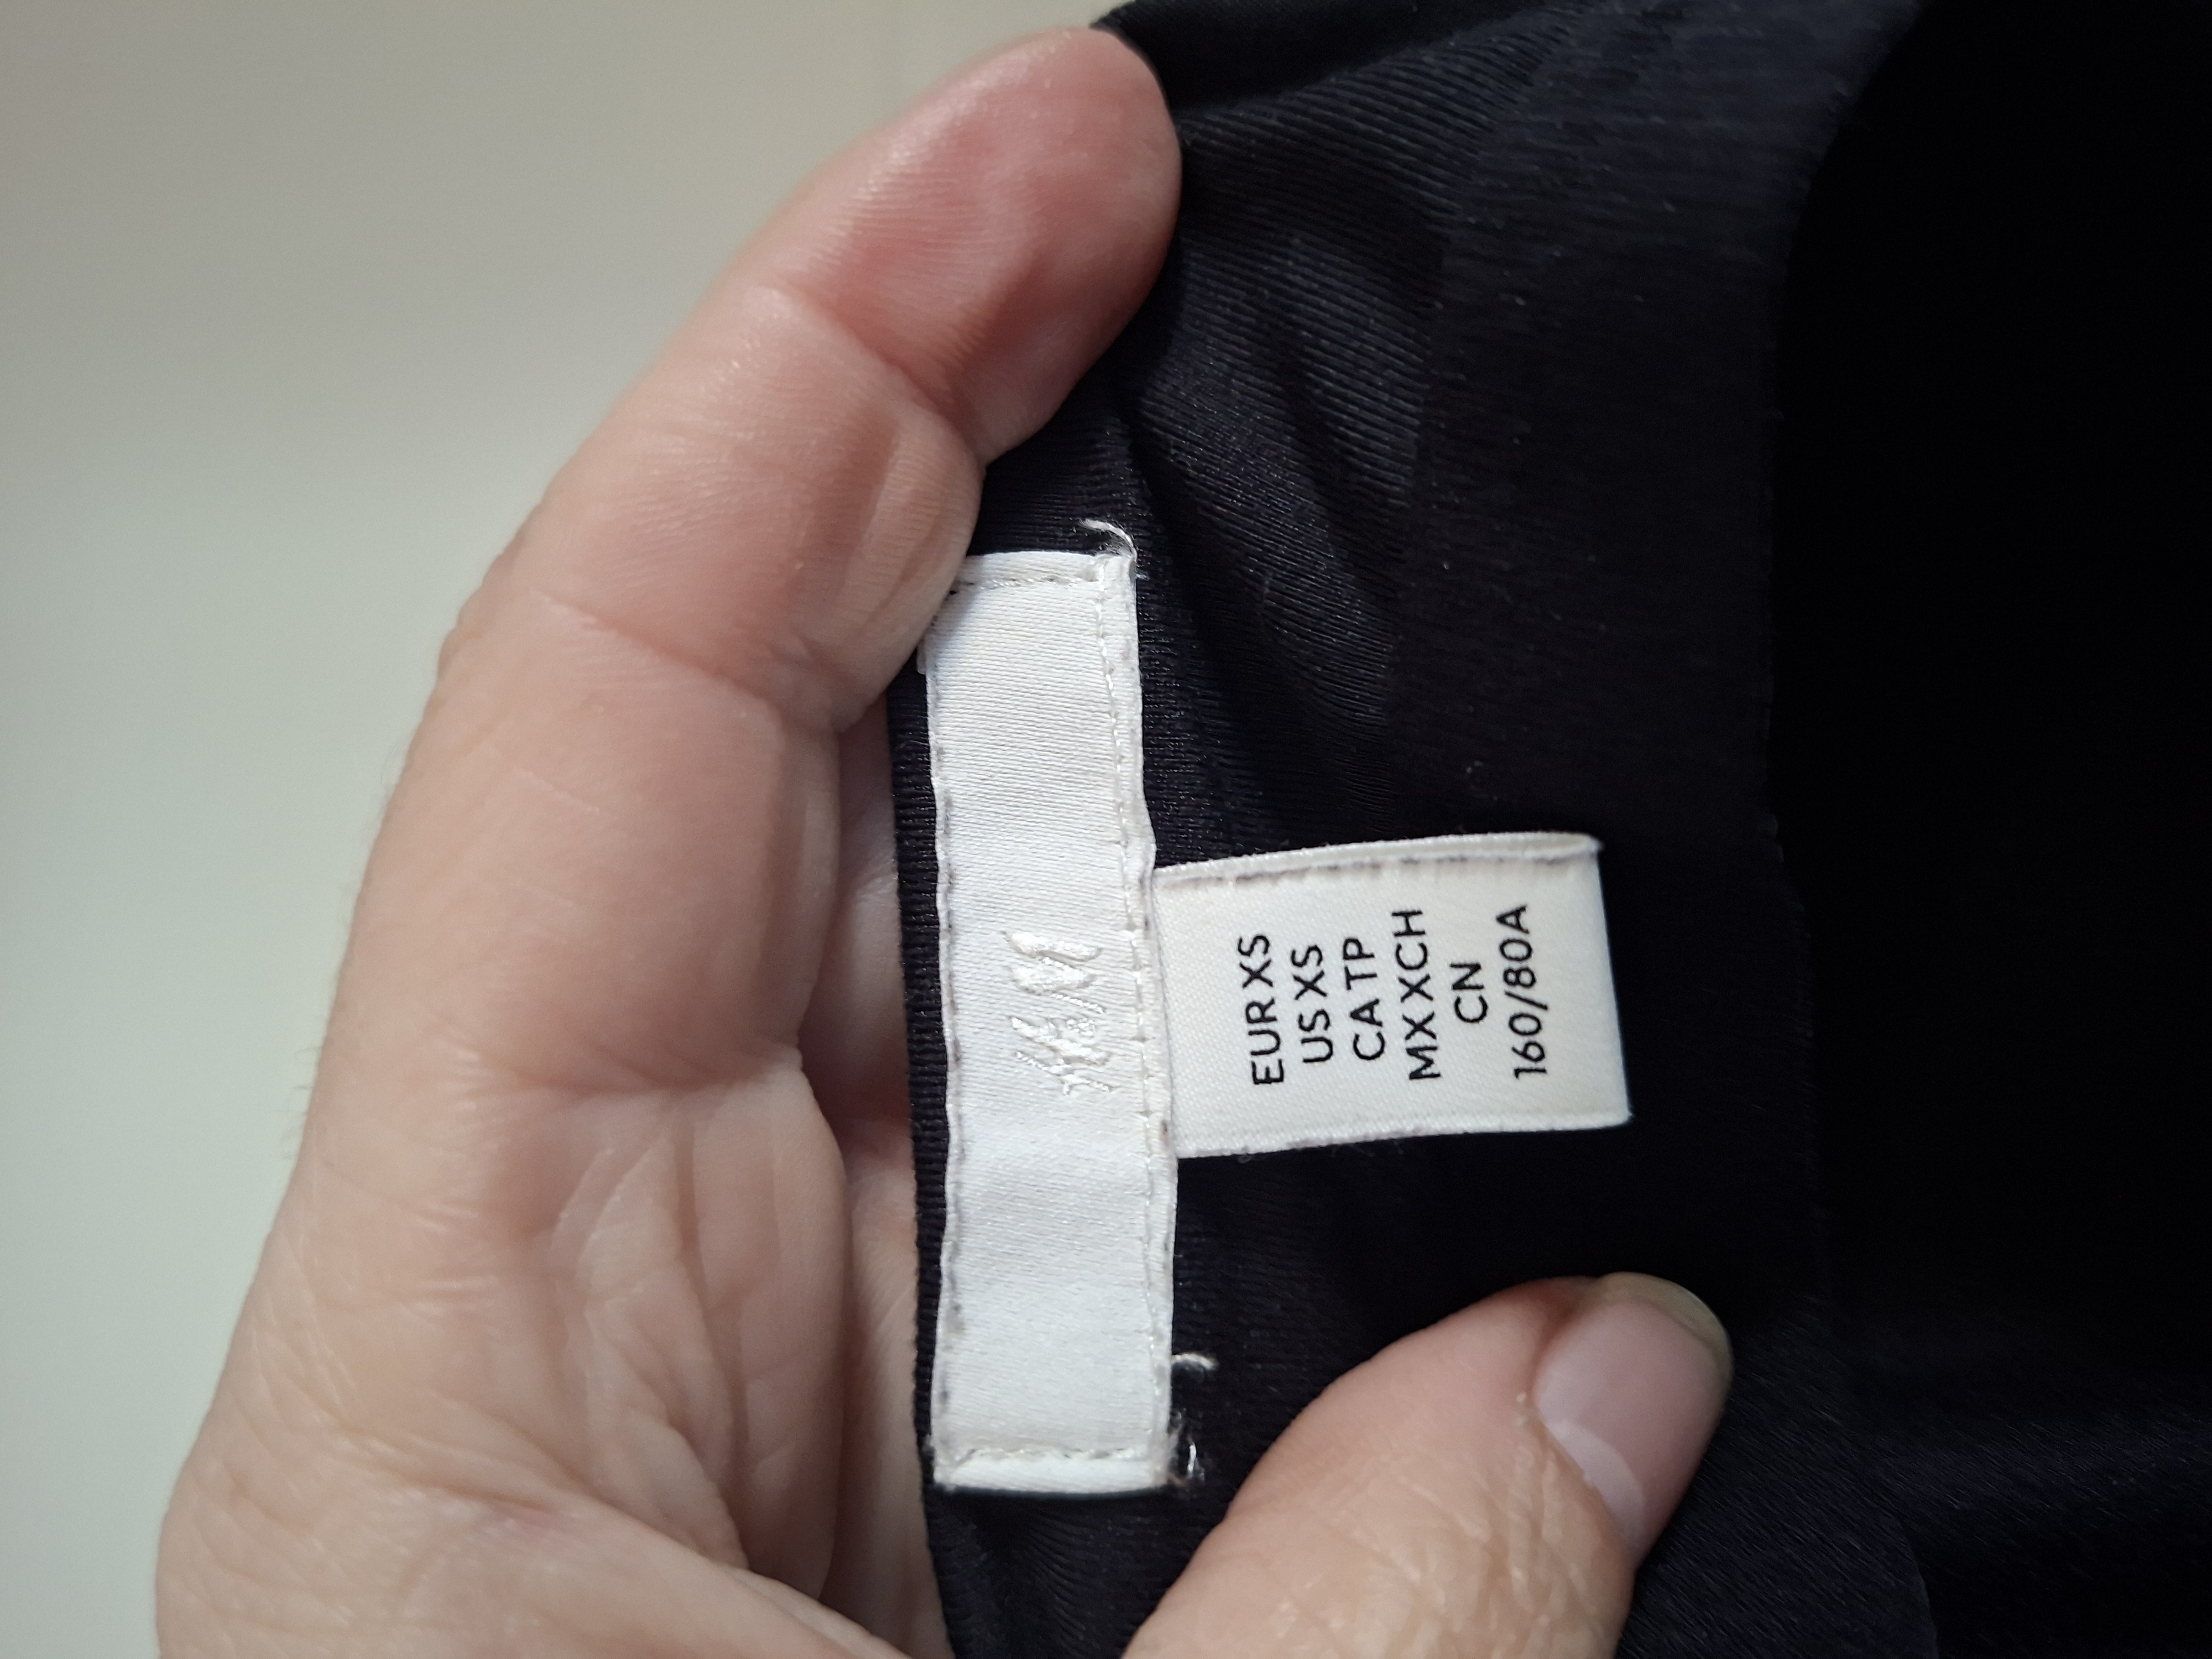 H&M
EUR XS
US XS
CA TP
MX XCH
CN
160/80A